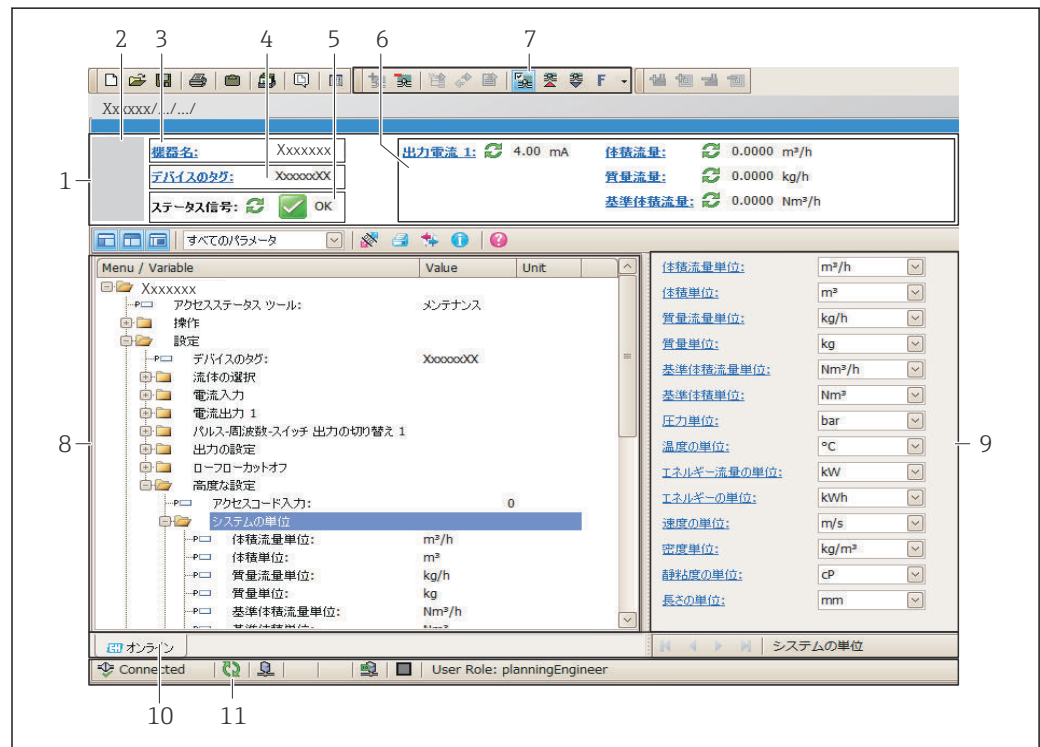 2 3 4 5 6 7
F
Xxxxxx/../../
機器名: Xxxxxxx
デバイスのタグ: XxxxxxXX
ステータス信号: OK
出力電流 1: 4.00 mA
体積流量: 0.0000 m³/h
質量流量: 0.0000 kg/h
基準体積流量: 0.0000 Nm³/h
1
すべてのパラメータ
Menu / Variable Value Unit
Xxxxxxx
アクセスステータス ツール: メンテナンス
操作
設定
デバイスのタグ: XxxxxxXX
流体の選択
電流入力
電流出力 1
パルス-周波数-スイッチ 出力の切り替え 1
出力の設定
ローフローカットオフ
高度な設定
アクセスコード入力: 0
システムの単位
体積流量単位: m³/h
体積単位: m³
質量流量単位: kg/h
質量単位: kg
基準体積流量単位: Nm³/h
8
体積流量単位: m³/h
体積単位: m³
質量流量単位: kg/h
質量単位: kg
基準体積流量単位: Nm³/h
基準体積単位: Nm³
圧力単位: bar
温度の単位: °C
エネルギー流量の単位: kW
エネルギーの単位: kWh
速度の単位: m/s
密度単位: kg/m³
静粘度の単位: cP
長さの単位: mm
9
オンライン
システムの単位
Connected User Role: planningEngineer
10 11